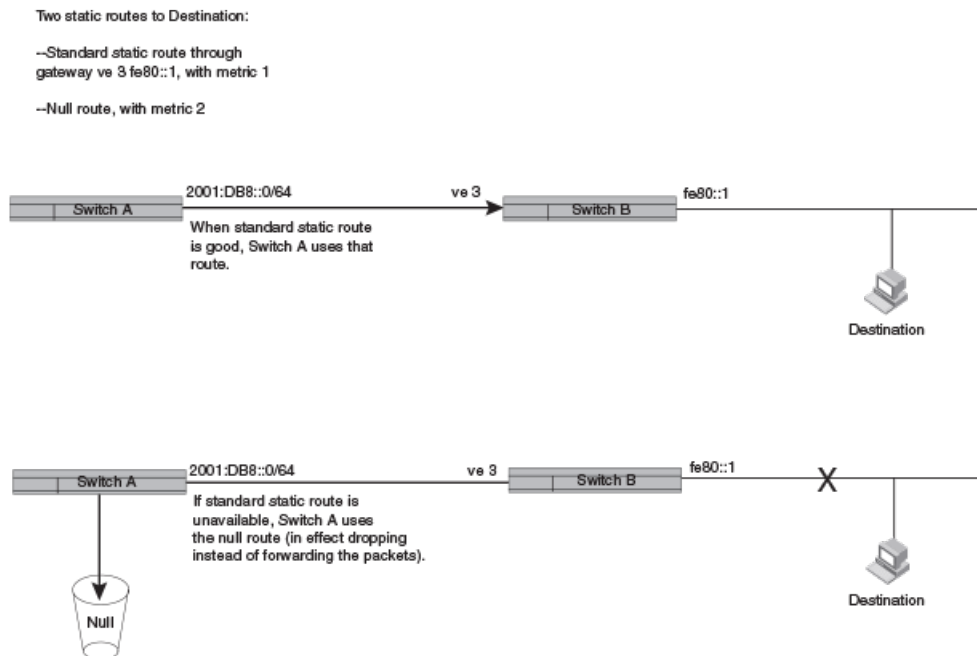 Two static routes to Destination:
--Standard static route through
gateway ve 3 fe80::1, with metric 1
--Null route, with metric 2
2001:DB8::0/64
ve 3
fe80::1
Switch A
Switch B
When standard static route
is good, Switch A uses that
route.
Destination
2001:DB8::0/64
ve 3
fe80::1
Switch A
Switch B
X
If standard static route is
unavailable, Switch A uses
the null route (in effect dropping
instead of forwarding the packets).
Destination
Null